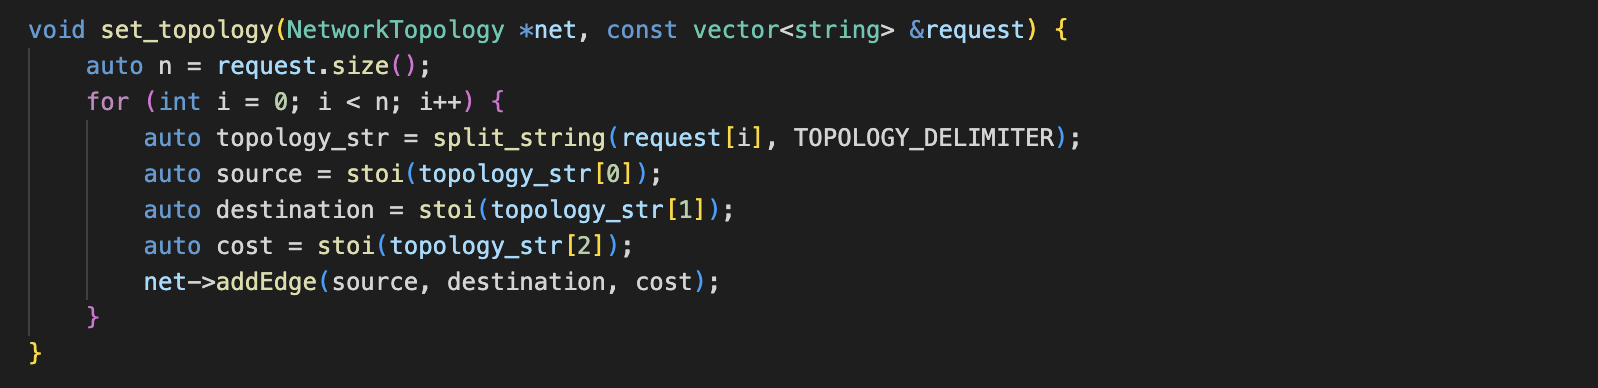 void set_topology(NetworkTopology *net, const vector<string> &request) {
    auto n = request.size();
    for (int i = 0; i < n; i++) {
        auto topology_str = split_string(request[i], TOPOLOGY_DELIMITER);
        auto source = stoi(topology_str[0]);
        auto destination = stoi(topology_str[1]);
        auto cost = stoi(topology_str[2]);
        net->addEdge(source, destination, cost);
    }
}